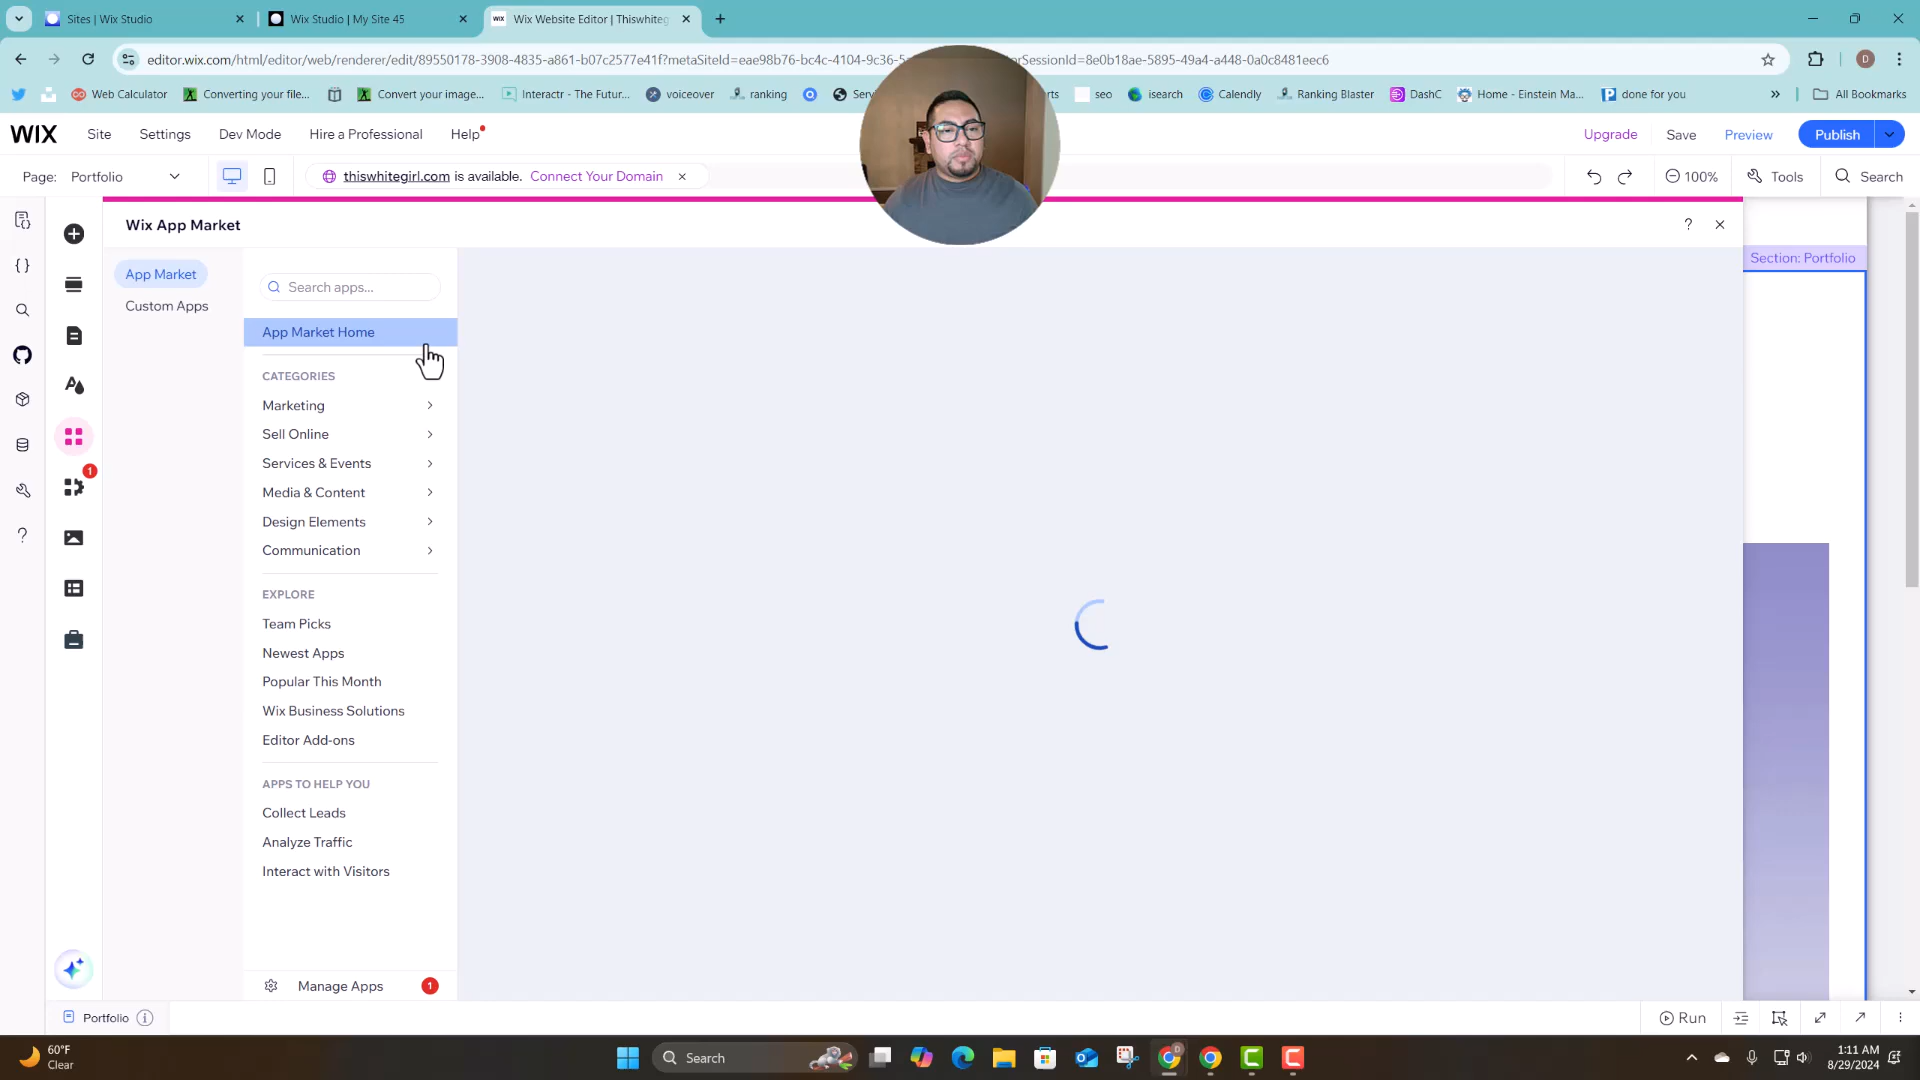 Sites | Wix Studio
Wix Studio | My Site 45
WIX Wix Website Editor | Thiswhiteg
editor.wix.com/html/editor/web/renderer/edit/89550178-3908-4835-a861-b07c2577e41f?metaSiteId=eae98b76-bc4c-4104-9c36-5 rSessionId=8e0b18ae-5895-49a4-a448-0a0c8481eec6
D
Web Calculator
Converting your file...
Convert your image...
Interactr - The Futur...
voiceover
ranking
Serv
rts
seo
isearch
Calendly
Ranking Blaster
DashC
Home - Einstein Ma...
done for you
All Bookmarks
WIX
Site
Settings
Dev Mode
Hire a Professional
Help
Upgrade
Save
Preview
Publish
Page: Portfolio
thiswhitegirl.com is available. Connect Your Domain
100%
Tools
Search
Wix App Market
?
App Market
Custom Apps
Search apps...
App Market Home
CATEGORIES
Marketing
Sell Online
Services & Events
Media & Content
Design Elements
Communication
EXPLORE
Team Picks
Newest Apps
Popular This Month
Wix Business Solutions
Editor Add-ons
APPS TO HELP YOU
Collect Leads
Analyze Traffic
Interact with Visitors
Manage Apps 1
1
Section: Portfolio
Portfolio
Run
60°F
Clear
Search
1:11 AM
8/29/2024